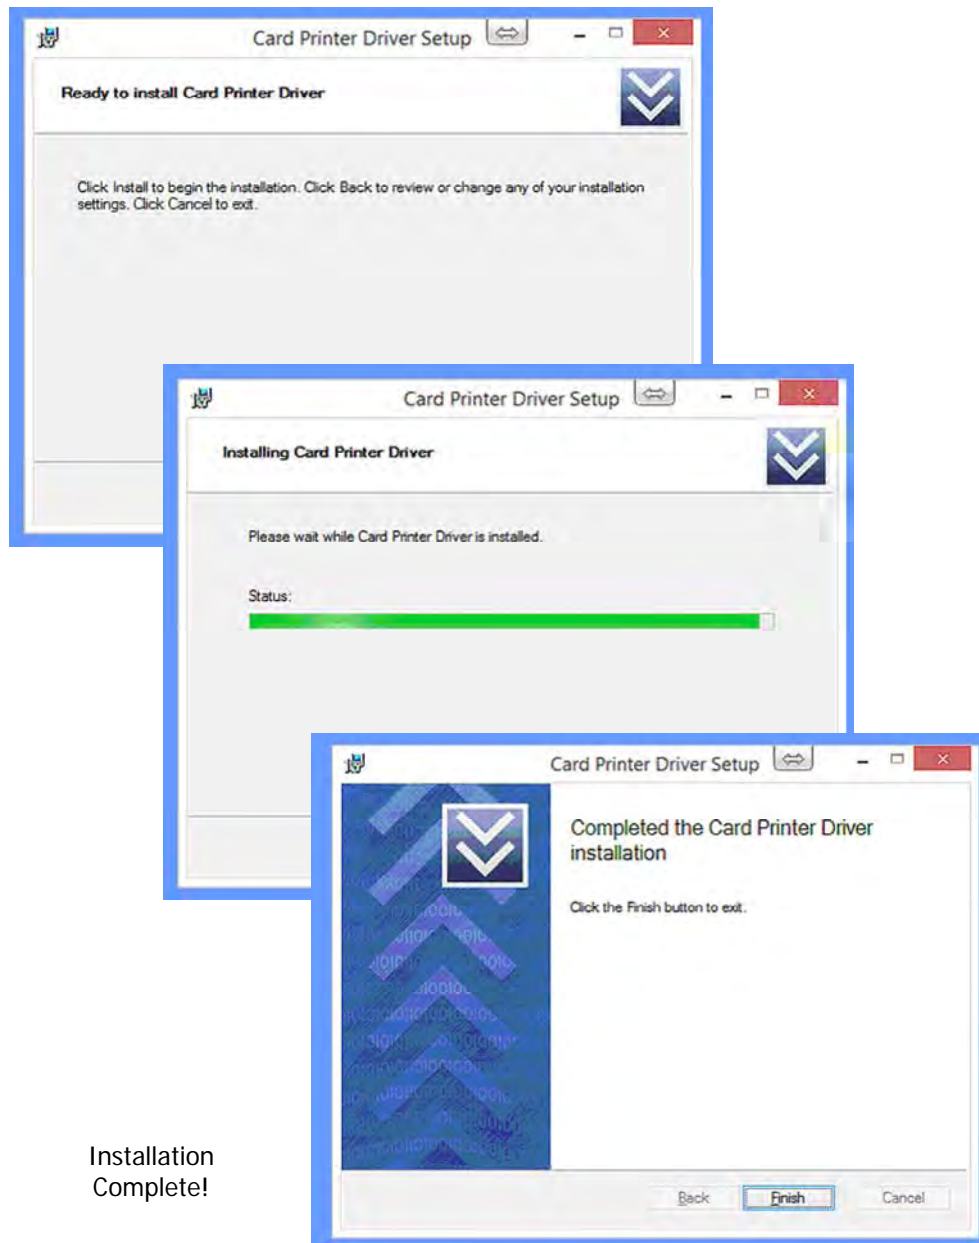 Card Printer Driver Setup
Ready to install Card Printer Driver
Click Install to begin the installation. Click Back to review or change any of your installation
settings. Click Cancel to exit.
Card Printer Driver Setup
Installing Card Printer Driver
Please wait while Card Printer Driver is installed.
Status:
Card Printer Driver Setup
Completed the Card Printer Driver
installation
Click the Finish button to exit.
Back Finish Cancel
Installation
Complete!